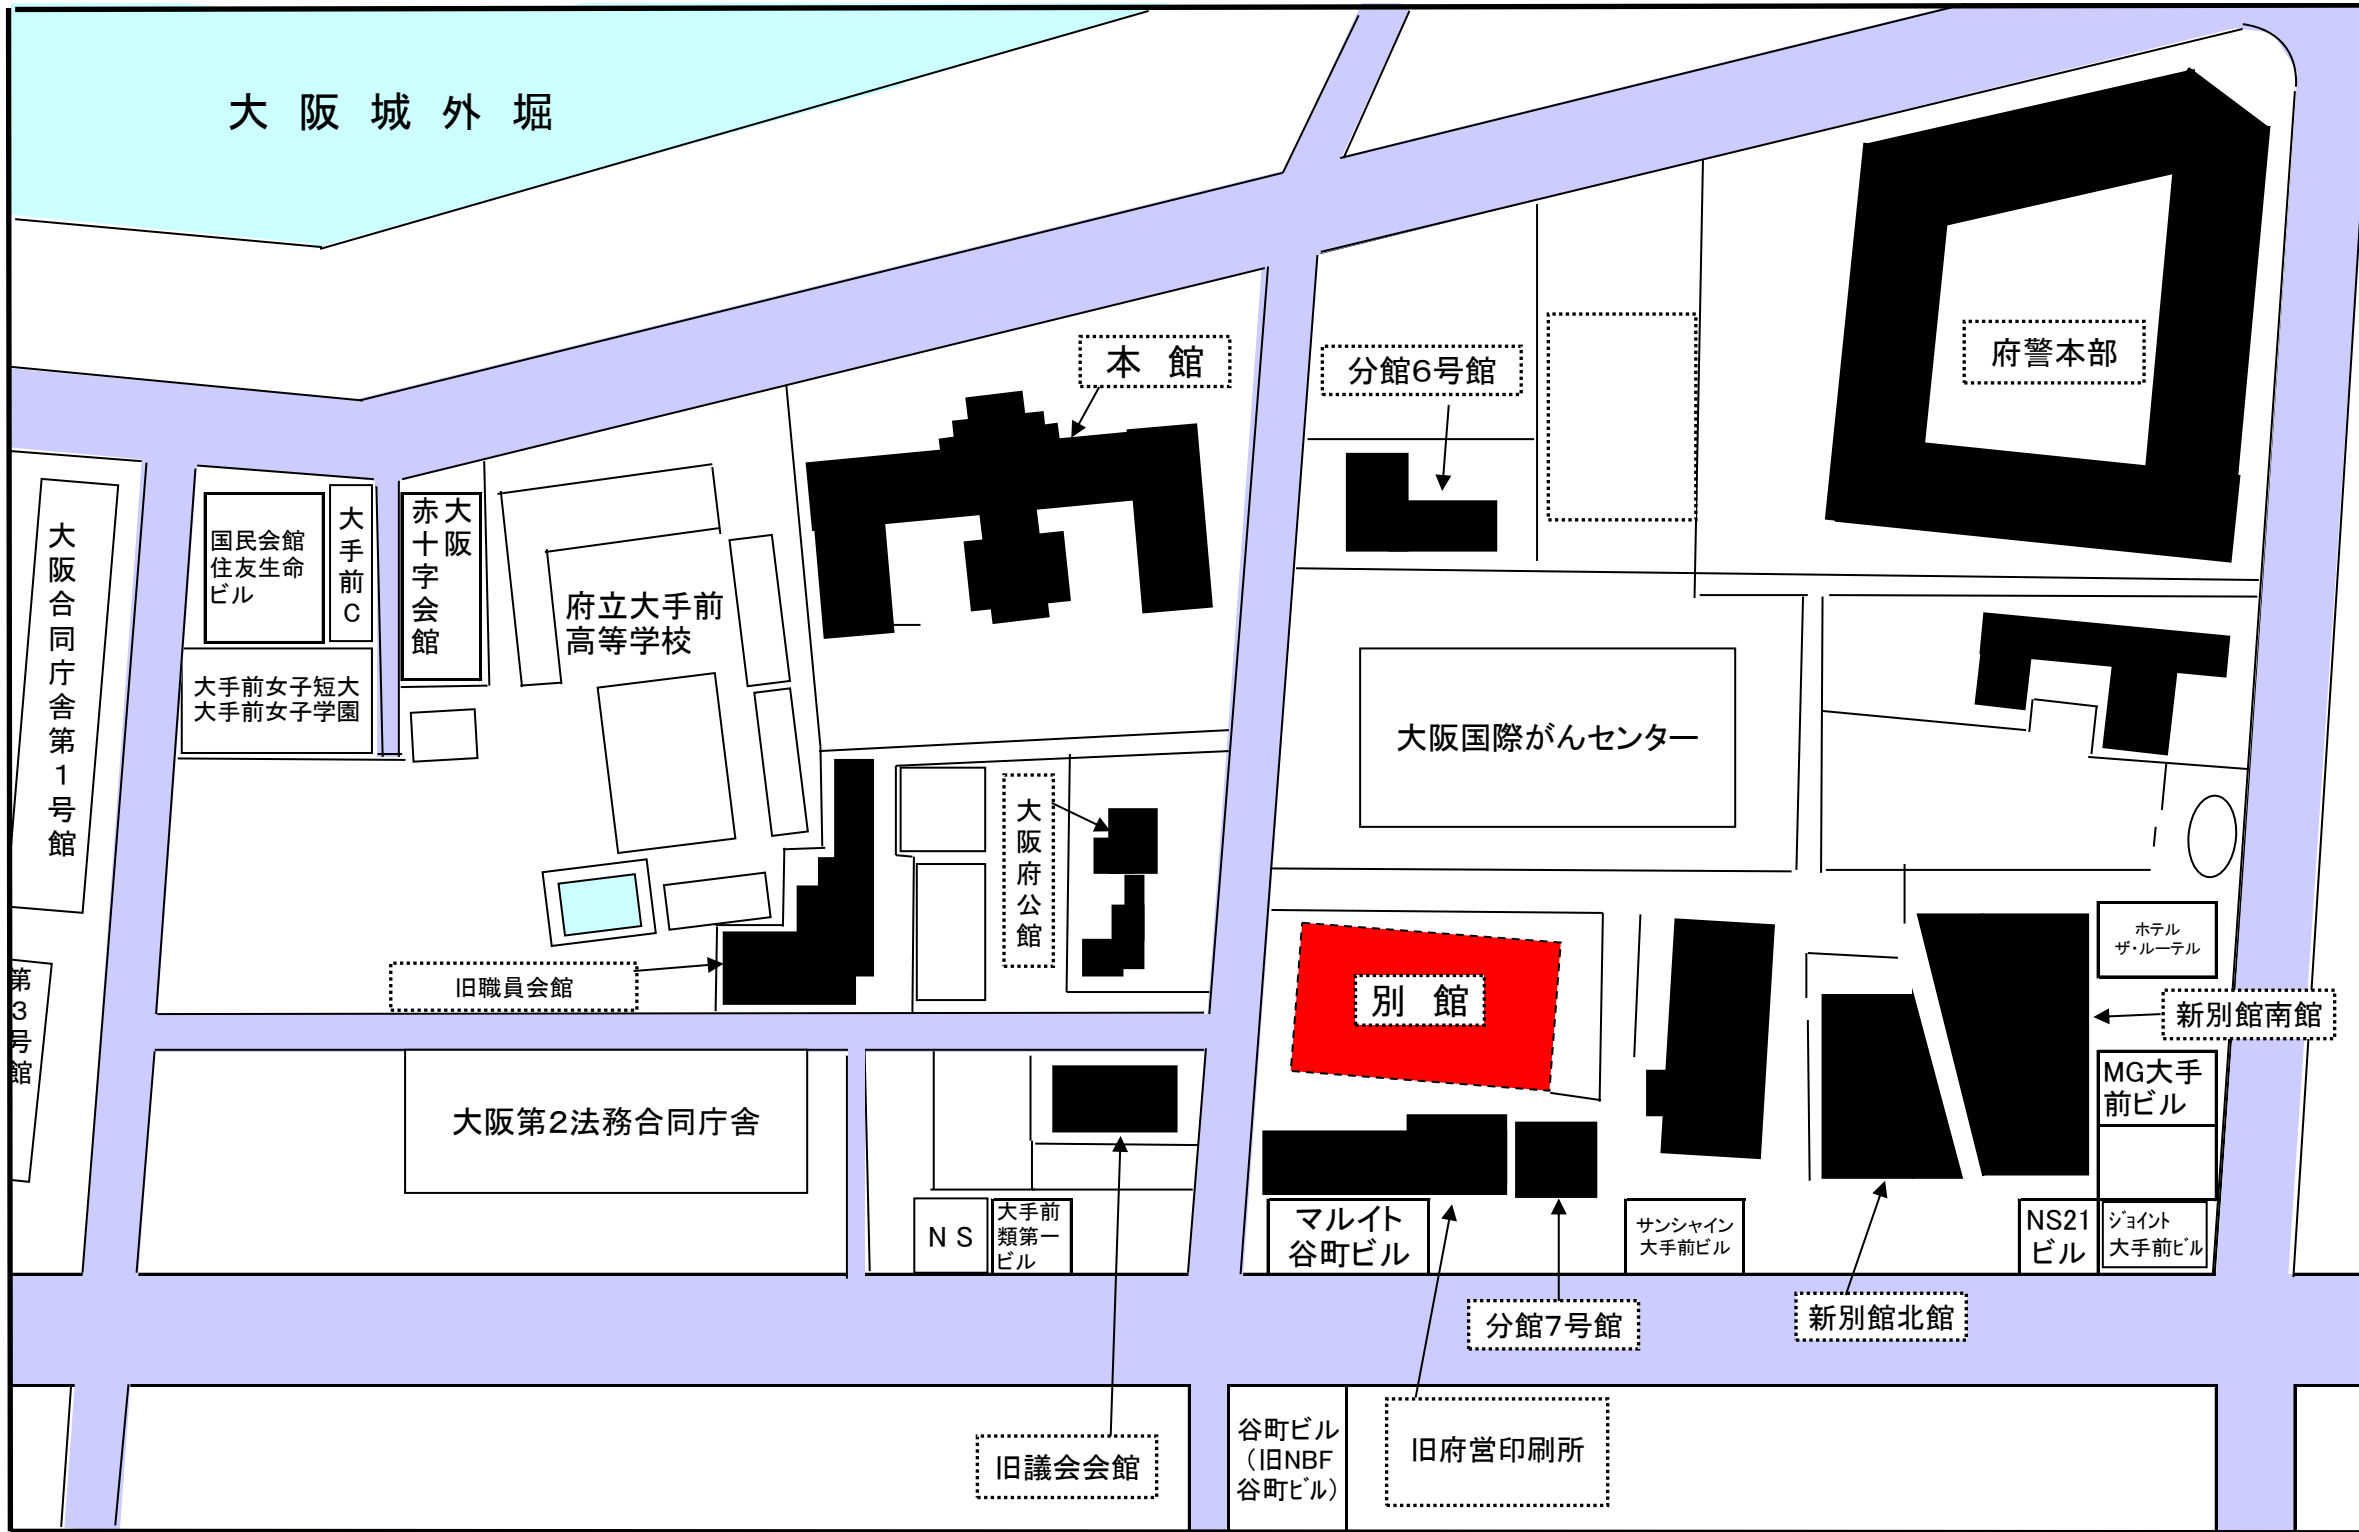 大阪城外堀
本館
分館6号館
府警本部
大阪合同庁舎第1号館
国民会館
住友生命
ビル
大手前C
大阪
赤十字会館
大手前女子短大
大手前女子学園
府立大手前
高等学校
大阪国際がんセンター
大阪府公館
旧職員会館
第3号館
別館
ホテル
ザ・ルーテル
新別館南館
MG大手
前ビル
大阪第2法務合同庁舎
NS
大手前
類第一
ビル
マルイト
谷町ビル
サンシャイン
大手前ビル
NS21
ビル
ジョイント
大手前ビル
分館7号館
新別館北館
旧議会会館
谷町ビル
（旧NBF
谷町ビル）
旧府営印刷所